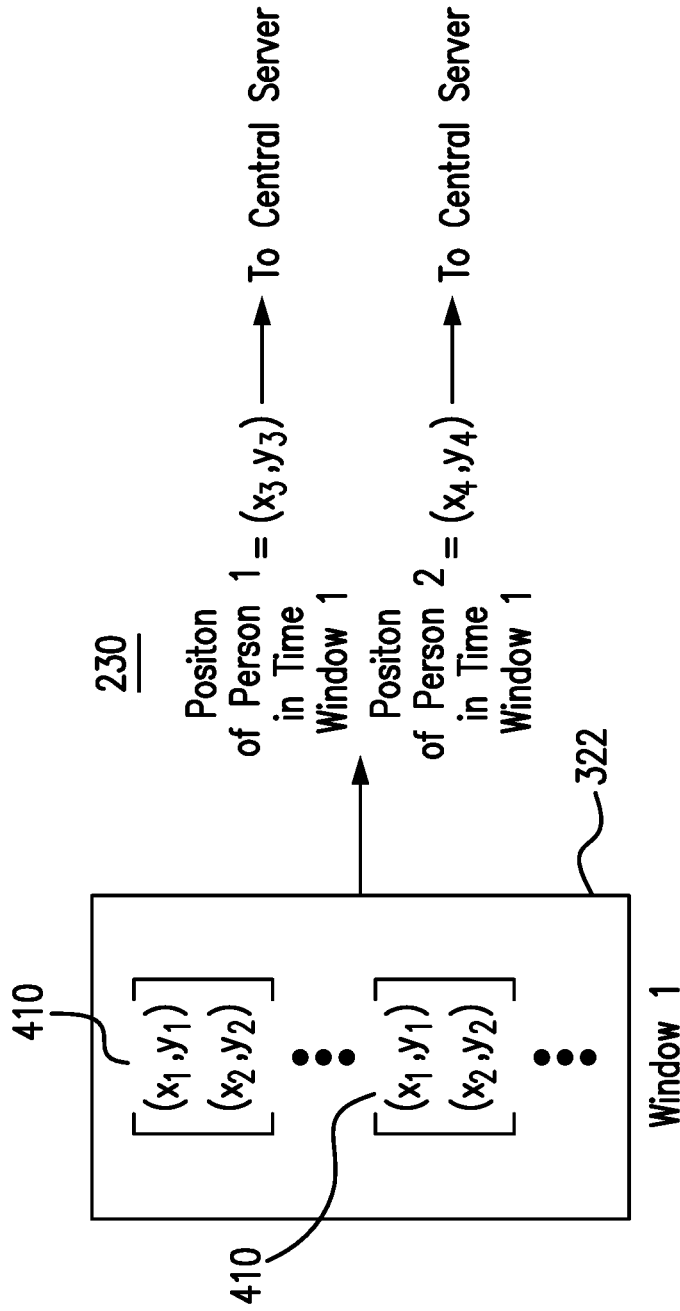 230
410
(x1,y1)
(x2,y2)
410
(x1,y1)
(x2,y2)
Window 1
322
Positon
of Person 1
in Time
Window 1
= (x3,y3)
To Central Server
Positon
of Person 2
in Time
Window 1
= (x4,y4)
To Central Server